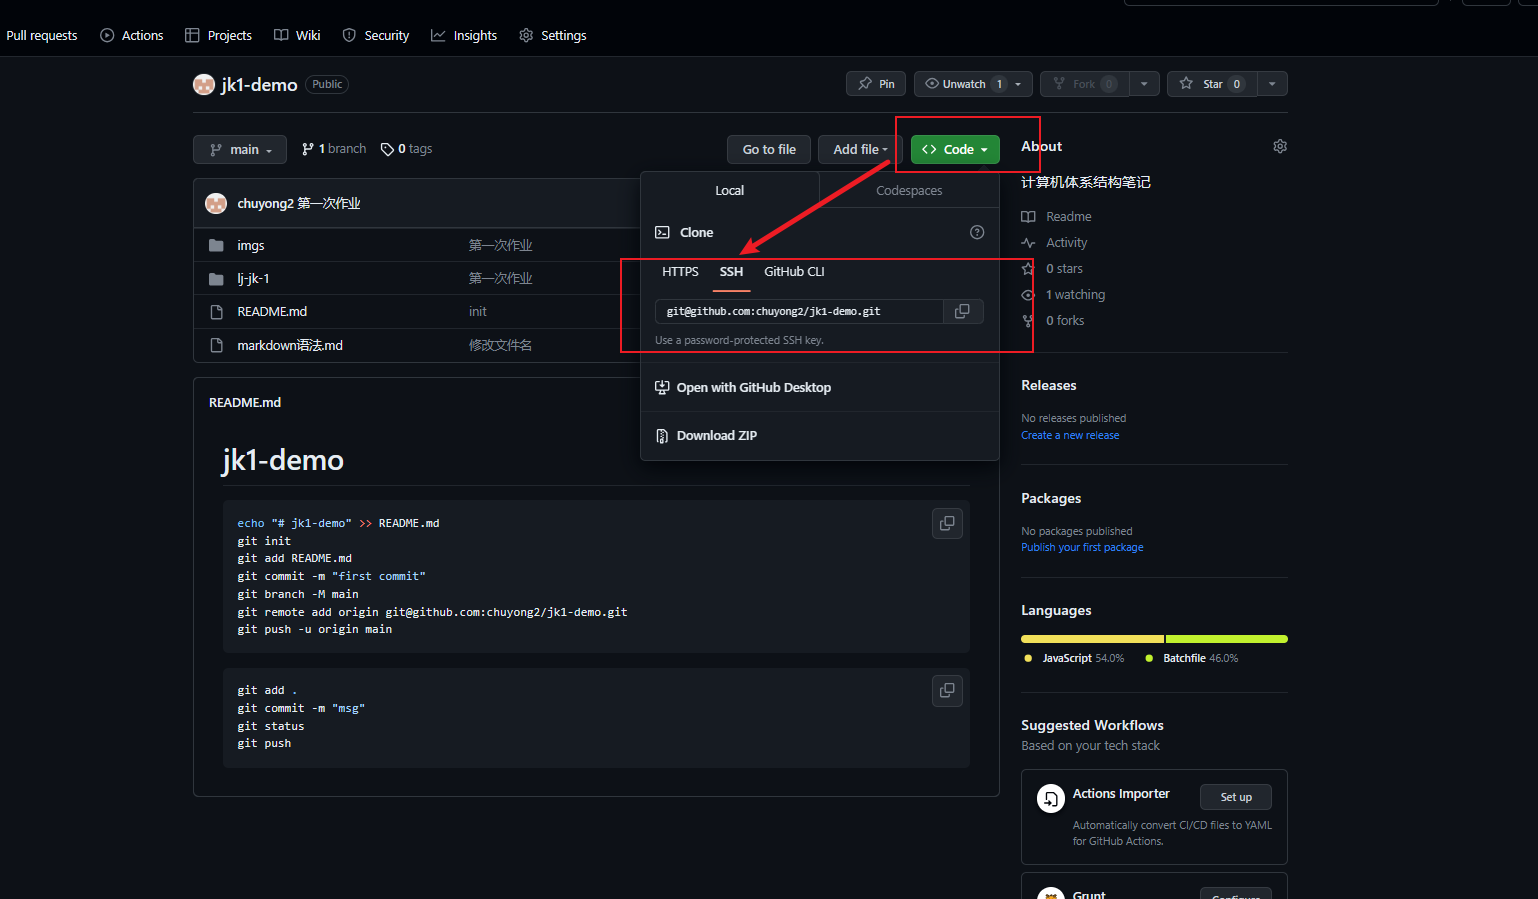 Pull requests Actions Projects Wiki Security Insights Settings
jk1-demo Public
Pin Unwatch 1 Fork 0 Star 0
main 1 branch 0 tags Go to file Add file <> Code
chuyong2 第一次作业
imgs 第一次作业
lj-jk-1 第一次作业
README.md init
markdown语法.md 修改文件名
Local Codespaces
Clone
HTTPS SSH GitHub CLI
git@github.com:chuyong2/jk1-demo.git
Use a password-protected SSH key.
Open with GitHub Desktop
Download ZIP
README.md
jk1-demo
echo "# jk1-demo" >> README.md
git init
git add README.md
git commit -m "first commit"
git branch -M main
git remote add origin git@github.com:chuyong2/jk1-demo.git
git push -u origin main
git add .
git commit -m "msg"
git status
git push
About
计算机体系结构笔记
Readme
Activity
0 stars
1 watching
0 forks
Releases
No releases published
Create a new release
Packages
No packages published
Publish your first package
Languages
JavaScript 54.0% Batchfile 46.0%
Suggested Workflows
Based on your tech stack
Actions Importer Set up
Automatically convert CI/CD files to YAML
for GitHub Actions.
Grunt Configure